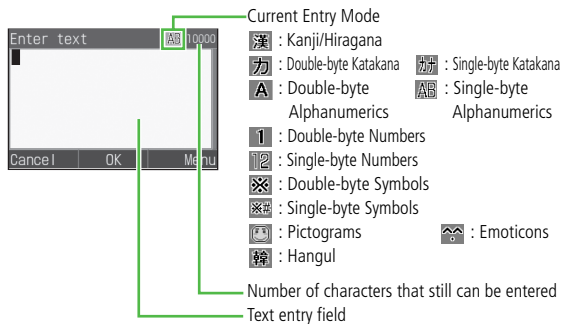 Current Entry Mode
Enter text AB 10000
漢 : Kanji/Hiragana
カ : Double-byte Katakana カナ : Single-byte Katakana
A : Double-byte Alphanumerics AB : Single-byte Alphanumerics
1 : Double-byte Numbers
12 : Single-byte Numbers
※ : Double-byte Symbols
※# : Single-byte Symbols
: Pictograms ^^ : Emoticons
韓 : Hangul
Cancel OK Menu
Number of characters that still can be entered
Text entry field